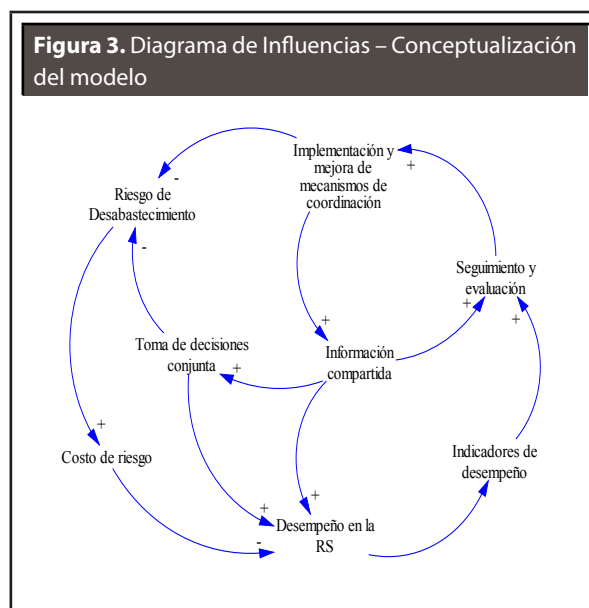 Figura 3. Diagrama de Influencias – Conceptualización
del modelo
Implementación y
mejora de
mecanismos de
coordinación
+
-
Riesgo de
Desabastecimiento
-
Seguimiento y
evaluación
+
+
+
Toma de decisiones
conjunta
+
Información
compartida
+
Costo de riesgo
Indicadores de
desempeño
+
+
-
Desempeño en la
RS